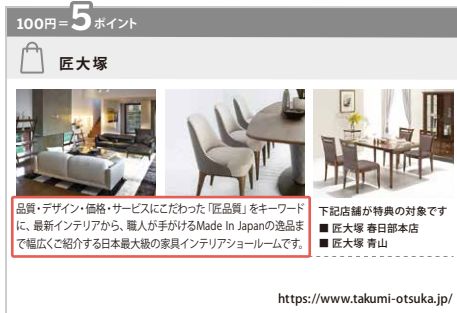 100円=5ポイント
匠大塚
品質・デザイン・価格・サービスにこだわった「匠品質」をキーワード
に、最新インテリアから、職人が手がけるMade In Japanの逸品ま
で幅広くご紹介する日本最大級の家具インテリアショールームです。
下記店舗が特典の対象です
■ 匠大塚 春日部本店
■ 匠大塚 青山
https://www.takumi-otsuka.jp/